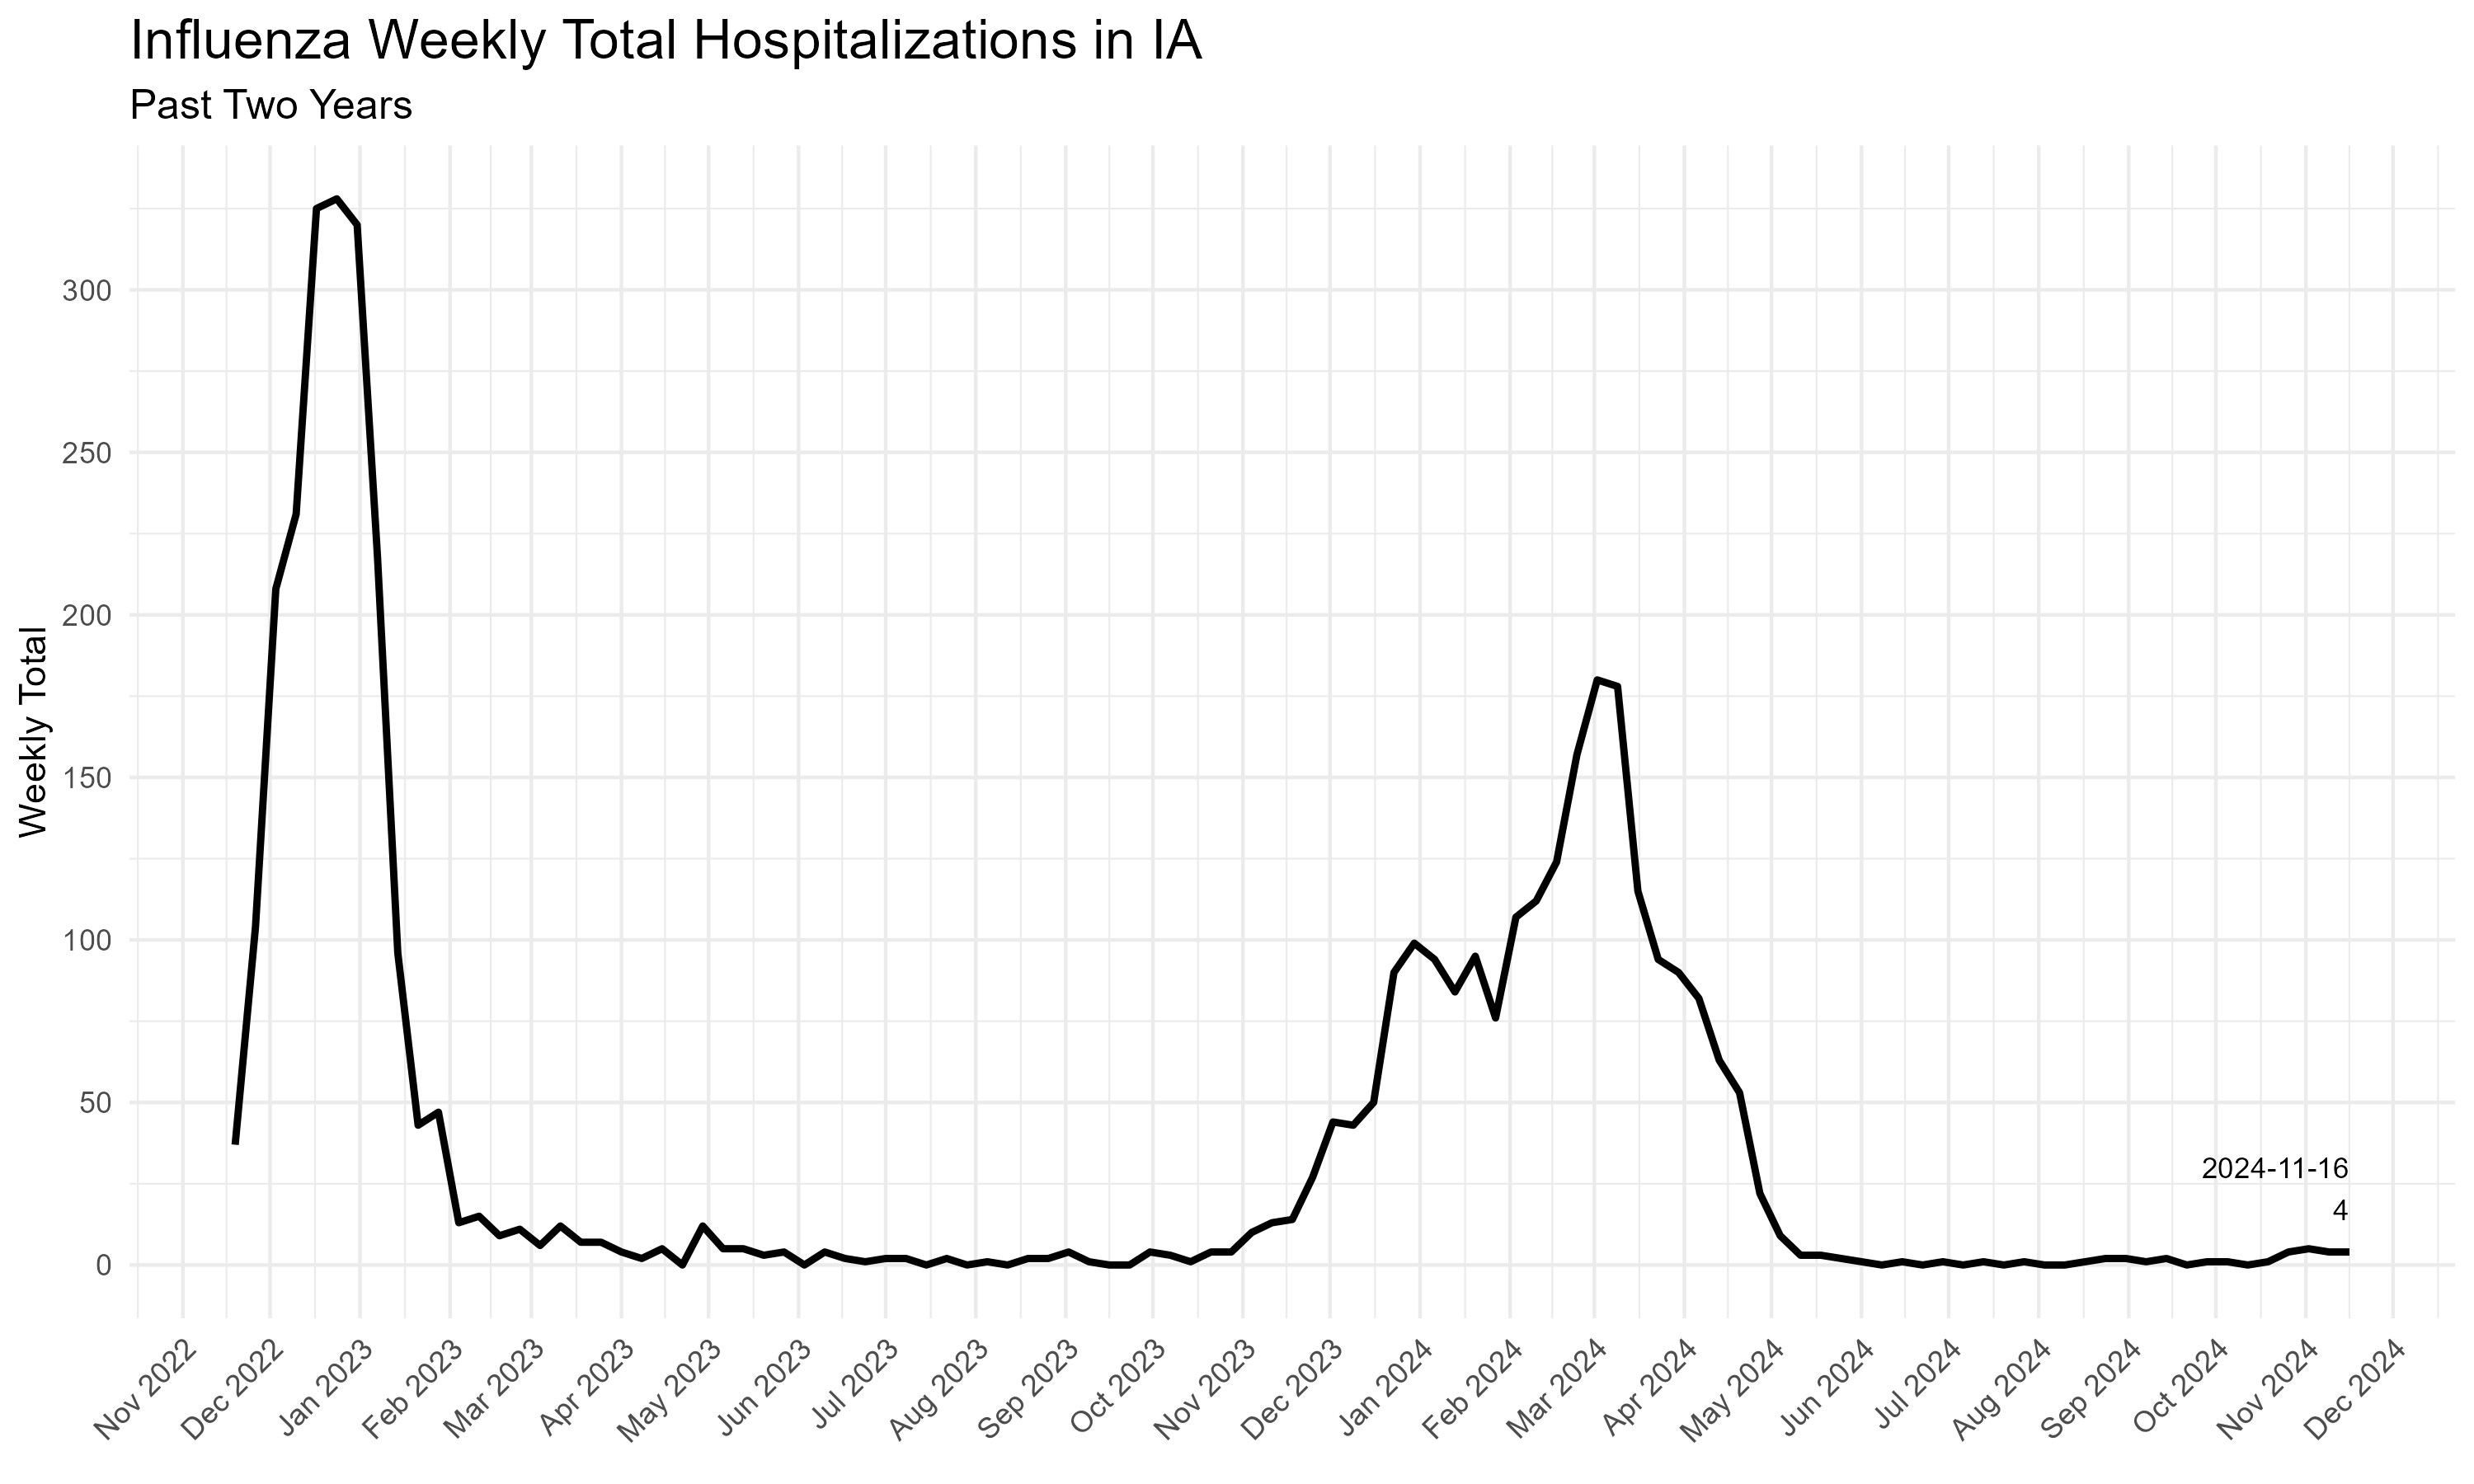 Influenza Weekly Total Hospitalizations in IA
Past Two Years
Weekly Total
300
250
200
150
100
50
0
2024-11-16
4
Nov 2022
Dec 2022
Jan 2023
Feb 2023
Mar 2023
Apr 2023
May 2023
Jun 2023
Jul 2023
Aug 2023
Sep 2023
Oct 2023
Nov 2023
Dec 2023
Jan 2024
Feb 2024
Mar 2024
Apr 2024
May 2024
Jun 2024
Jul 2024
Aug 2024
Sep 2024
Oct 2024
Nov 2024
Dec 2024